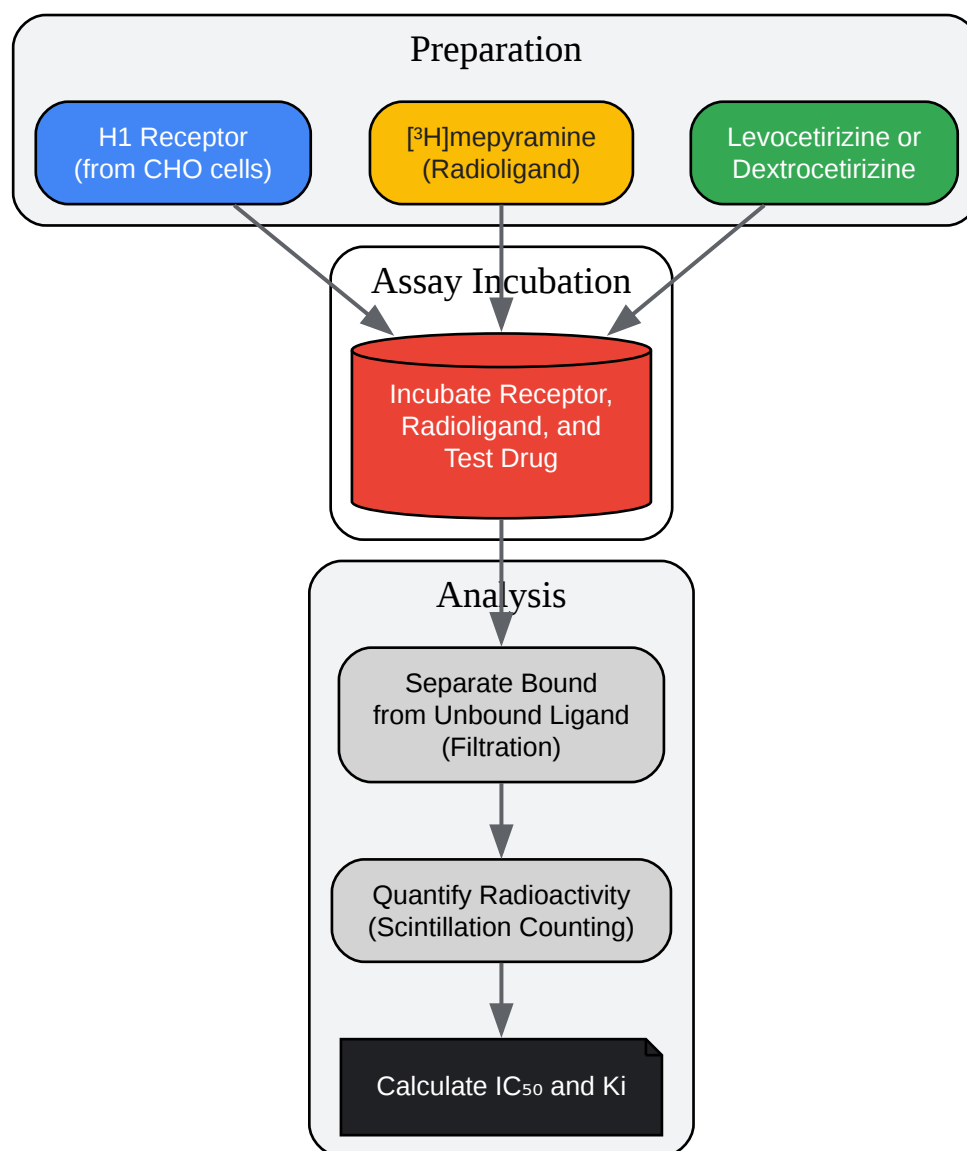 Preparation
H1 Receptor
(from CHO cells)
[³H]mepyramine
(Radioligand)
Levocetirizine or
Dextrocetirizine
Assay Incubation
Incubate Receptor,
Radioligand, and
Test Drug
Analysis
Separate Bound
from Unbound Ligand
(Filtration)
Quantify Radioactivity
(Scintillation Counting)
Calculate IC₅₀ and Ki